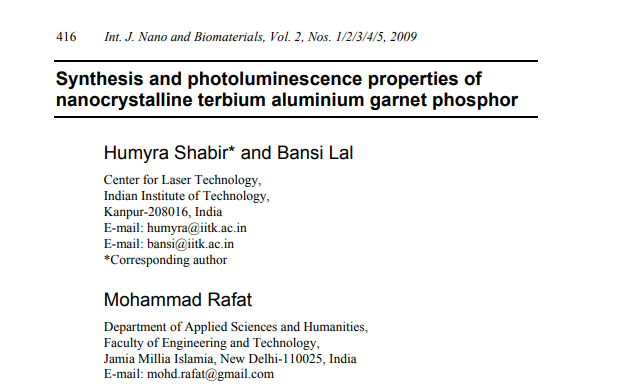 416 Int. J. Nano and Biomaterials, Vol. 2, Nos. 1/2/3/4/5, 2009
Synthesis and photoluminescence properties of
nanocrystalline terbium aluminium garnet phosphor
Humyra Shabir* and Bansi Lal
Center for Laser Technology,
Indian Institute of Technology,
Kanpur-208016, India
E-mail: humyra@iitk.ac.in
E-mail: bansi@iitk.ac.in
*Corresponding author
Mohammad Rafat
Department of Applied Sciences and Humanities,
Faculty of Engineering and Technology,
Jamia Millia Islamia, New Delhi-110025, India
E-mail: mohd.rafat@gmail.com